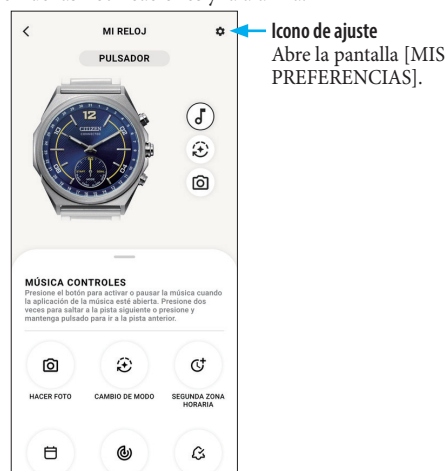 MI RELOJ
Icono de ajuste
Abre la pantalla [MIS
PREFERENCIAS].
PULSADOR
12
CITIZEN
MÚSICA CONTROLES
Presione el botón para activar o pausar la música cuando
la aplicación de la música esté abierta. Presione dos
veces para saltar a la pista siguiente o presione y
mantenga pulsado para ir a la pista anterior.
HACER FOTO
CAMBIO DE MODO
SEGUNDA ZONA
HORARIA